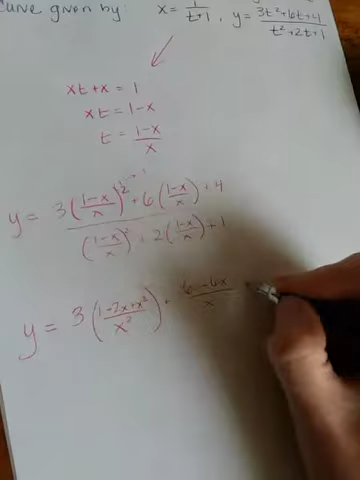 curve given by: x = 1/(t+1) , y = (3t²+6t+4)/(t²+2t+1)
xt + x = 1
xt = 1-x
t = (1-x)/x
y = (3((1-x)/x)² + 6((1-x)/x) + 4)/(((1-x)/x)² + 2((1-x)/x) + 1)
y = 3((1-2x+x²)/x²) + (6-6x)/x